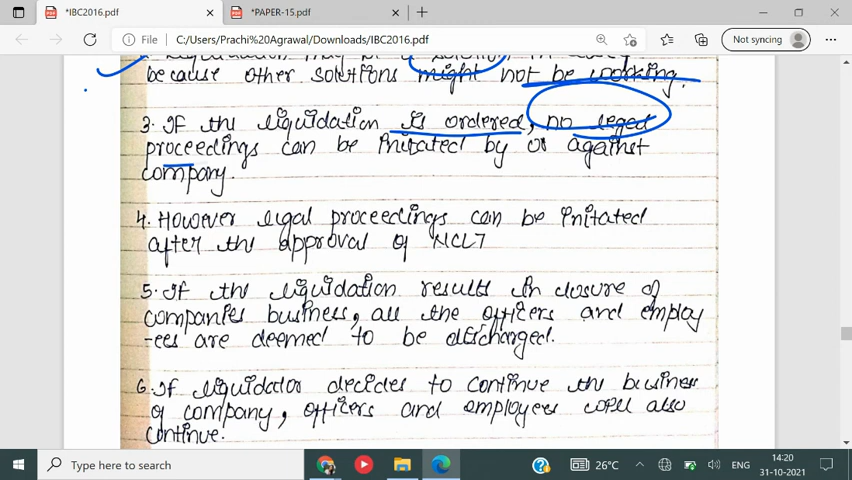 *IBC2016.pdf
*PAPER-15.pdf
File
C:/Users/Prachi%20Agrawal/Downloads/IBC2016.pdf
Not syncing
because other solutions might not be working.
3. If the liquidation is ordered, no legal
proceedings can be initated by or against
company.
4. However legal proceedings can be initated
after the approval of NCLT
5. If the liquidation results in closure of
companies business, all the officers and employ
-ees are deemed to be discharged.
6. If liquidator decides to continue the business
of company, officers and employees will also
continue.
Type here to search
26°C
ENG
14:20
31-10-2021